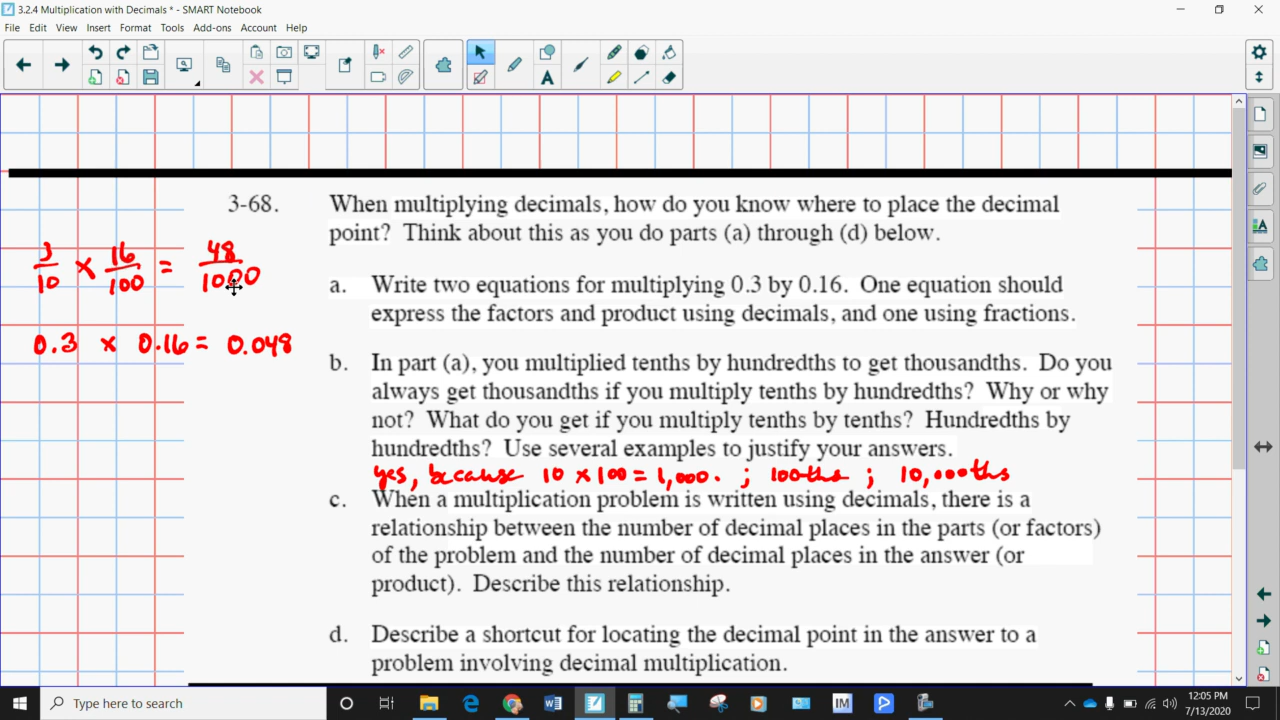 3.2.4 Multiplication with Decimals * - SMART Notebook
File Edit View Insert Format Tools Add-ons Account Help
3-68. When multiplying decimals, how do you know where to place the decimal
point? Think about this as you do parts (a) through (d) below.
3/10 × 16/100 = 48/1000
a. Write two equations for multiplying 0.3 by 0.16. One equation should
express the factors and product using decimals, and one using fractions.
0.3 × 0.16 = 0.048
b. In part (a), you multiplied tenths by hundredths to get thousandths. Do you
always get thousandths if you multiply tenths by hundredths? Why or why
not? What do you get if you multiply tenths by tenths? Hundredths by
hundredths? Use several examples to justify your answers.
yes, because 10 × 100 = 1,000. ; 100ths ; 10,000ths
c. When a multiplication problem is written using decimals, there is a
relationship between the number of decimal places in the parts (or factors)
of the problem and the number of decimal places in the answer (or
product). Describe this relationship.
d. Describe a shortcut for locating the decimal point in the answer to a
problem involving decimal multiplication.
Type here to search
IM
12:05 PM
7/13/2020